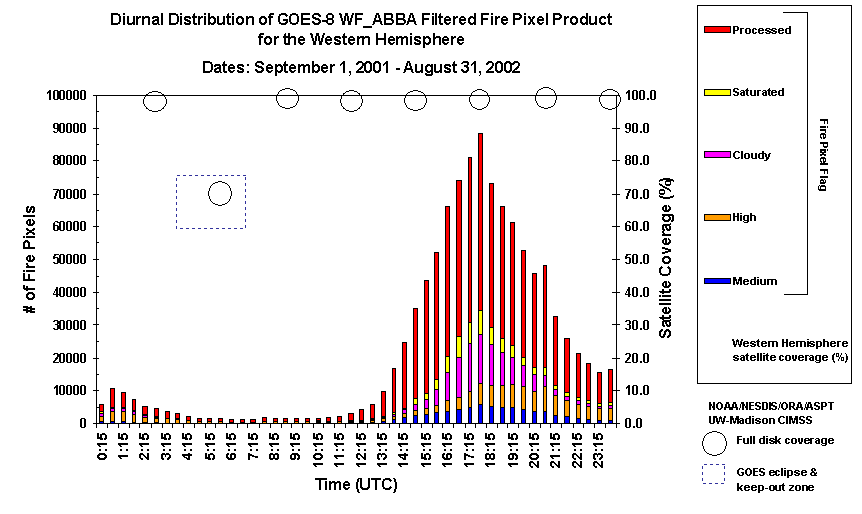 Diurnal Distribution of GOES-8 WF_ABBA Filtered Fire Pixel Product
for the Western Hemisphere
Dates: September 1, 2001 - August 31, 2002
# of Fire Pixels
100000
90000
80000
70000
60000
50000
40000
30000
20000
10000
0
100.0
90.0
80.0
70.0
60.0
50.0
40.0
30.0
20.0
10.0
0.0
Satellite Coverage (%)
0:15
1:15
2:15
3:15
4:15
5:15
6:15
7:15
8:15
9:15
10:15
11:15
12:15
13:15
14:15
15:15
16:15
17:15
18:15
19:15
20:15
21:15
22:15
23:15
Time (UTC)
Processed
Saturated
Cloudy
High
Medium
Fire Pixel Flag
Western Hemisphere
satellite coverage (%)
NOAA/NESDIS/ORA/ASPT
UW-Madison CIMSS
Full disk coverage
GOES eclipse &
keep-out zone